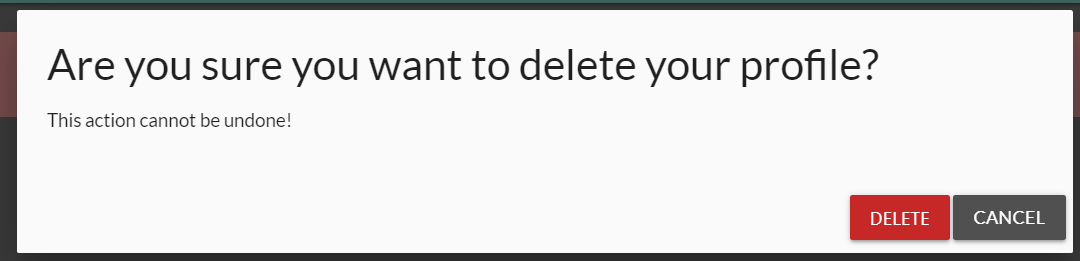 Are you sure you want to delete your profile?
This action cannot be undone!
DELETE CANCEL